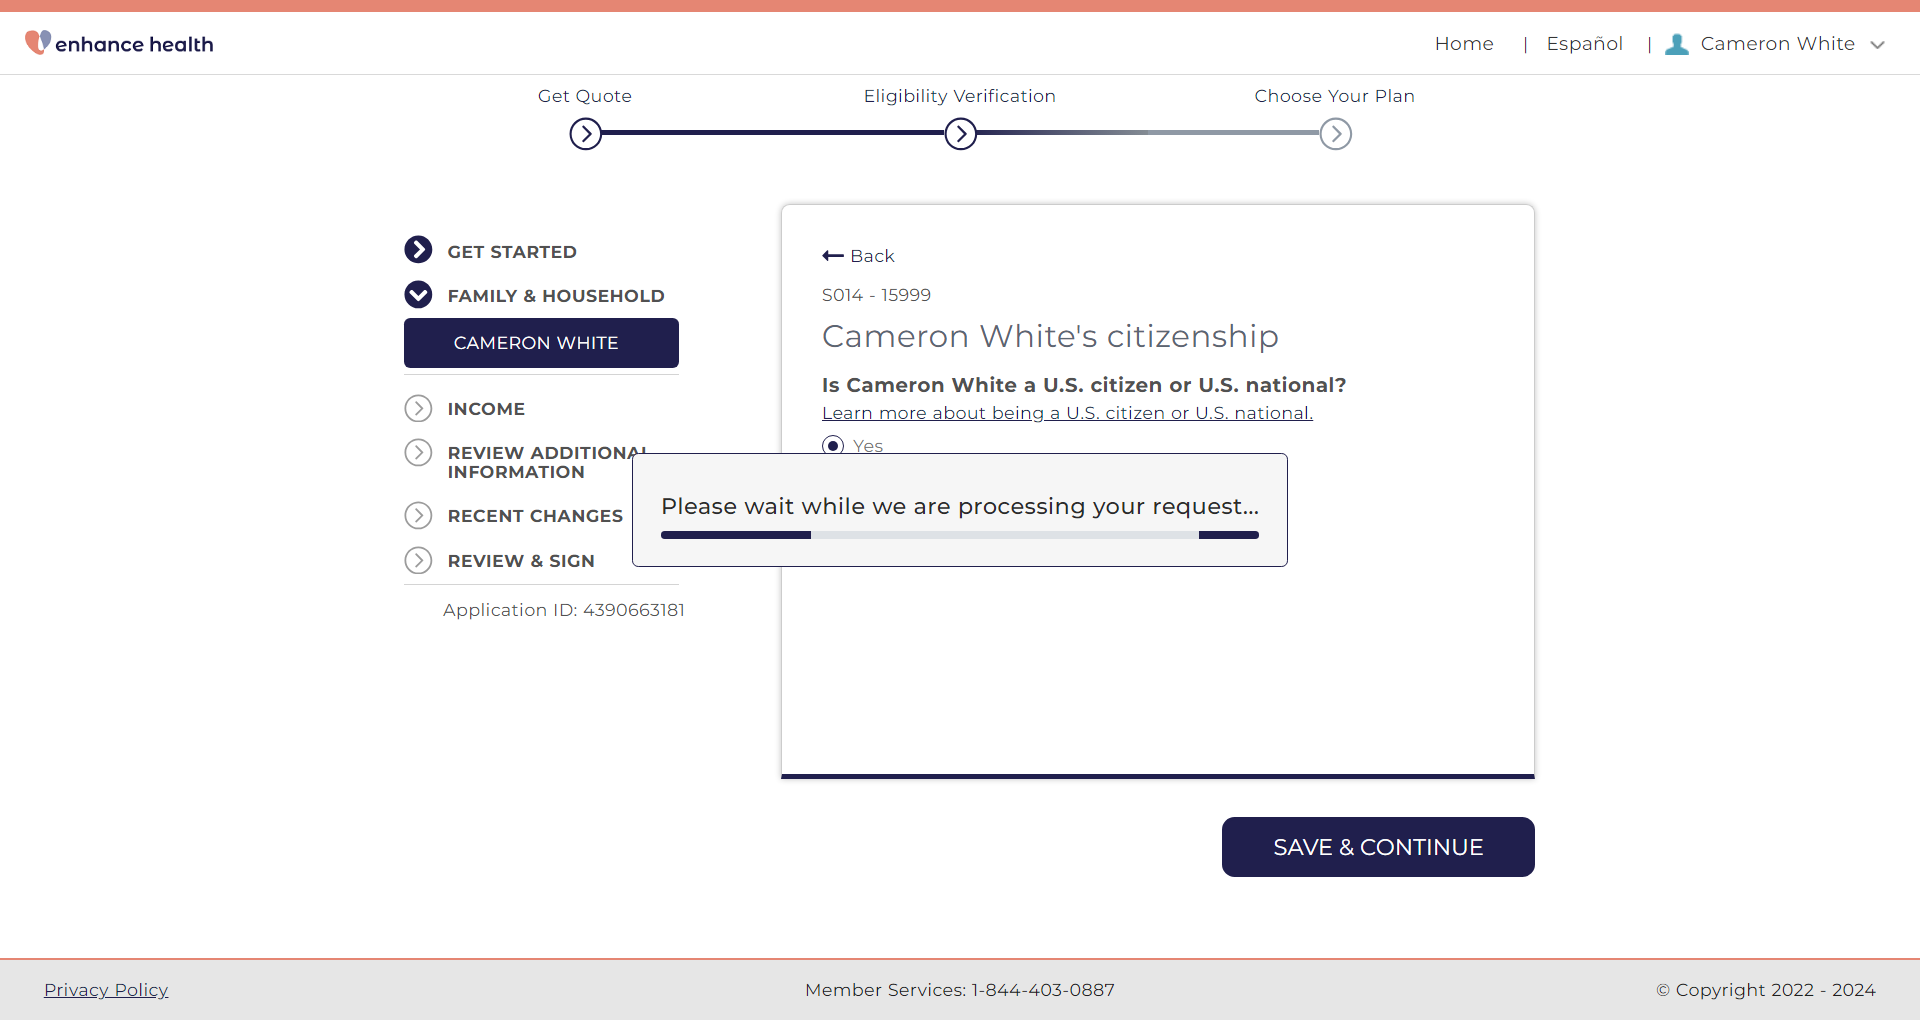 enhance health
Home | Español | Cameron White
Get Quote
Eligibility Verification
Choose Your Plan
GET STARTED
FAMILY & HOUSEHOLD
CAMERON WHITE
INCOME
REVIEW ADDITIONAL
INFORMATION
RECENT CHANGES
REVIEW & SIGN
Application ID: 4390663181
Back
S014 - 15999
Cameron White's citizenship
Is Cameron White a U.S. citizen or U.S. national?
Learn more about being a U.S. citizen or U.S. national.
Yes
Please wait while we are processing your request...
SAVE & CONTINUE
Privacy Policy
Member Services: 1-844-403-0887
© Copyright 2022 - 2024